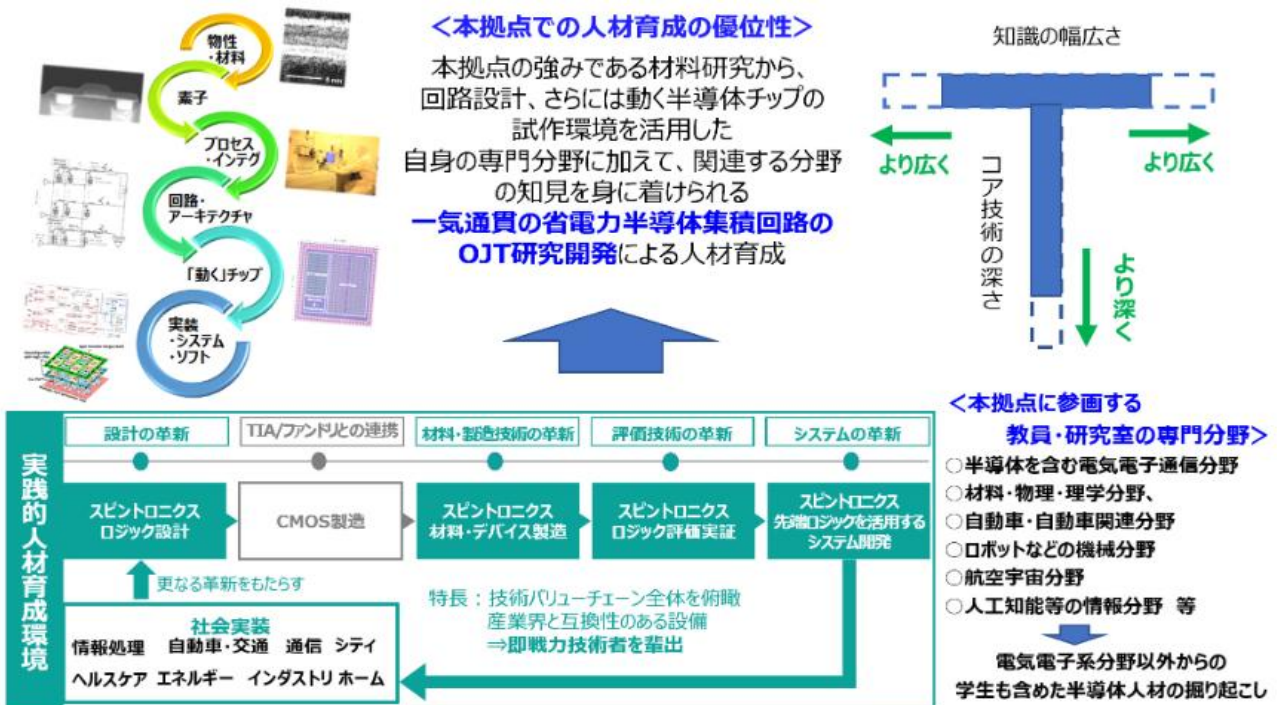 物性
・材料
素子
プロセス
・インテグ
回路・
アーキテクチャ
「動く」チップ
実装
・システム
・ソフト
＜本拠点での人材育成の優位性＞
本拠点の強みである材料研究から、
回路設計、さらには動く半導体チップの
試作環境を活用した
自身の専門分野に加えて、関連する分野
の知見を身に着けられる
一気通貫の省電力半導体集積回路の
OJT研究開発による人材育成
知識の幅広さ
より広く
より広く
コア技術の深さ
より深く
実践的人材育成環境
設計の革新
TIA/ファンドリとの連携
材料・製造技術の革新
評価技術の革新
システムの革新
スピントロニクス
ロジック設計
CMOS製造
スピントロニクス
材料・デバイス製造
スピントロニクス
ロジック評価実証
スピントロニクス
先端ロジックを活用する
システム開発
更なる革新をもたらす
特長：技術バリューチェーン全体を俯瞰
産業界と互換性のある設備
⇒即戦力技術者を輩出
社会実装
情報処理 自動車・交通 通信 シティ
ヘルスケア エネルギー インダストリ ホーム
＜本拠点に参画する
教員・研究室の専門分野＞
○半導体を含む電気電子通信分野
○材料・物理・理学分野、
○自動車・自動車関連分野
○ロボットなどの機械分野
○航空宇宙分野
○人工知能等の情報分野 等
電気電子系分野以外からの
学生も含めた半導体人材の掘り起こし